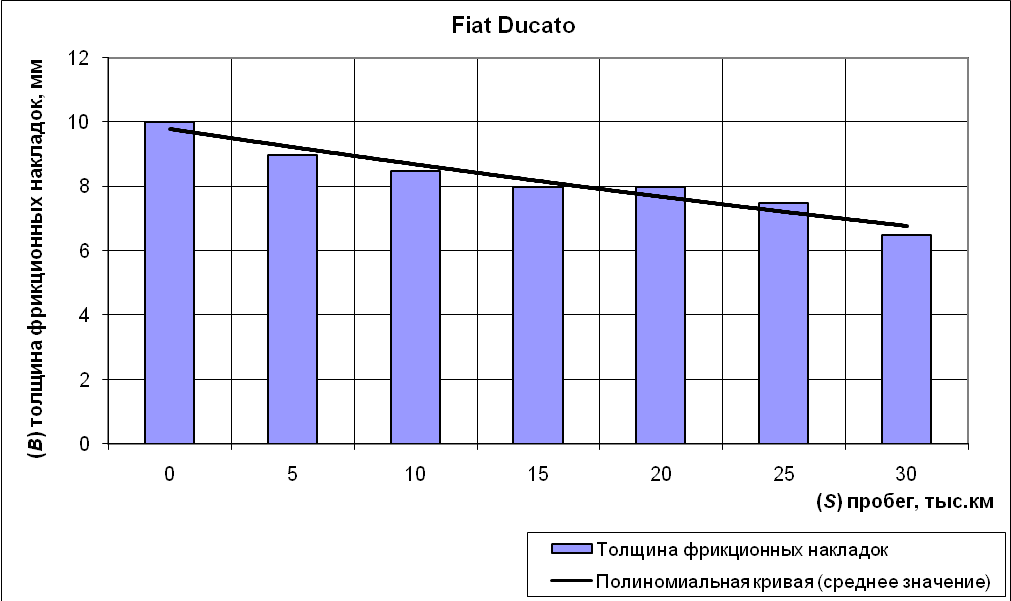 Fiat Ducato
(B) толщина фрикционных накладок, мм
12
10
8
6
4
2
0
0 5 10 15 20 25 30
(S) пробег, тыс.км
Толщина фрикционных накладок
Полиномиальная кривая (среднее значение)